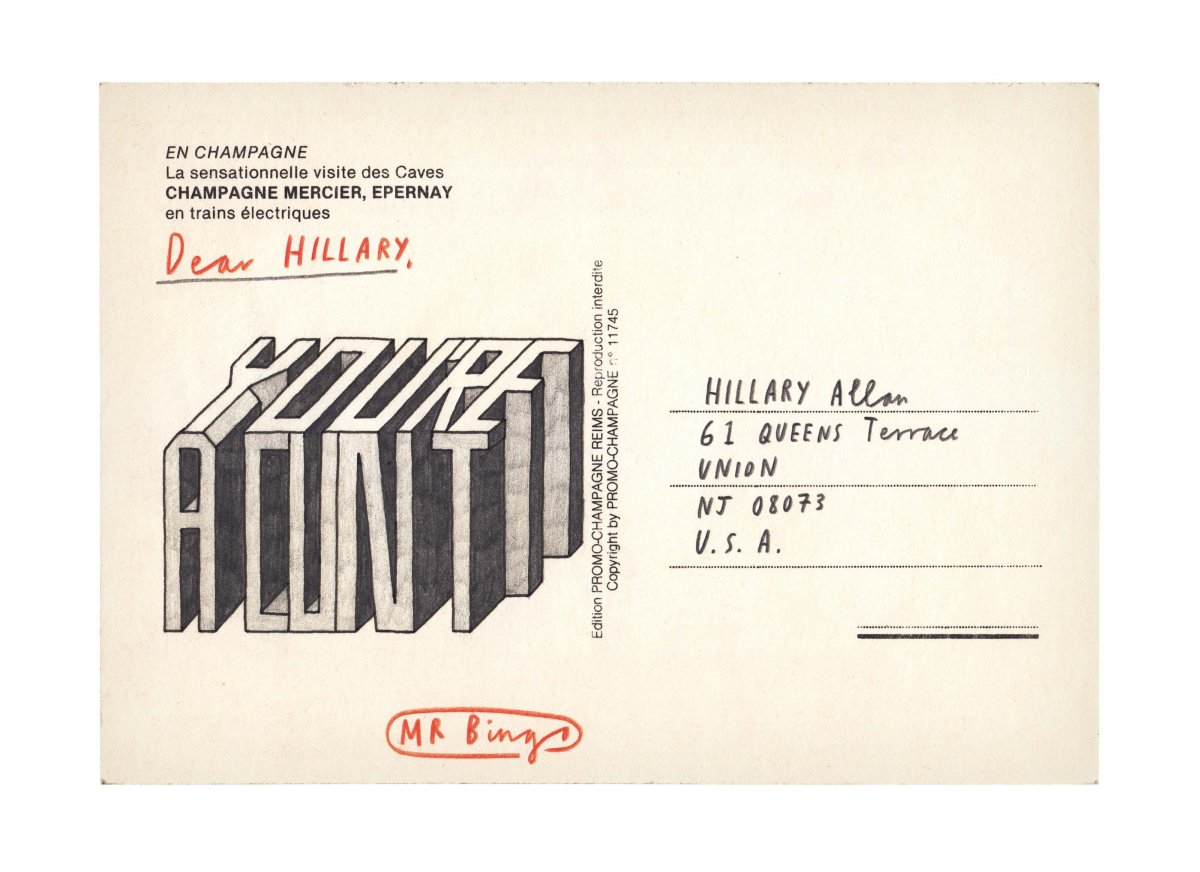 EN CHAMPAGNE
La sensationnelle visite des Caves
CHAMPAGNE MERCIER, EPERNAY
en trains électriques
Dear HILLARY,
YOU'RE
A CUNT
MR Bingo
Edition PROMO-CHAMPAGNE REIMS - Reproduction interdite
Copyright by PROMO-CHAMPAGNE n° 11745
HILLARY Allan
61 QUEENS Terrace
UNION
NJ 08073
U.S.A.